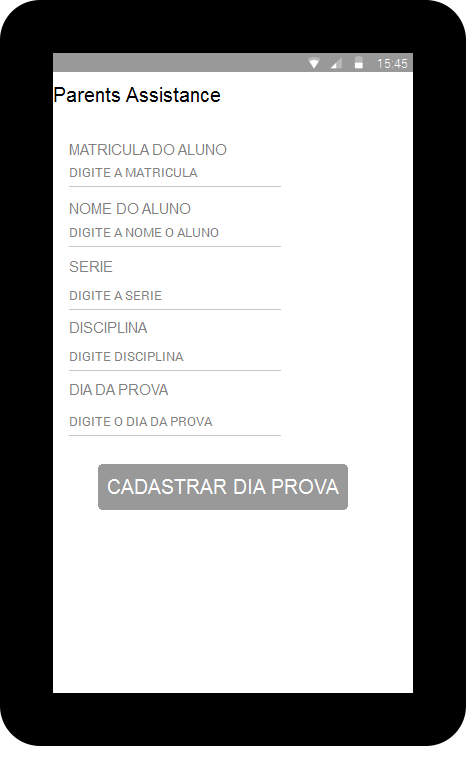 15:45
Parents Assistance
MATRICULA DO ALUNO
DIGITE A MATRICULA
NOME DO ALUNO
DIGITE A NOME O ALUNO
SERIE
DIGITE A SERIE
DISCIPLINA
DIGITE DISCIPLINA
DIA DA PROVA
DIGITE O DIA DA PROVA
CADASTRAR DIA PROVA